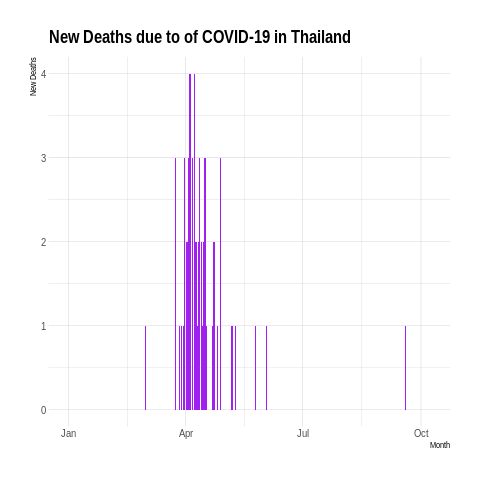 New Deaths due to of COVID-19 in Thailand
New Deaths
4
3
2
1
0
Jan Apr Jul Oct
Month